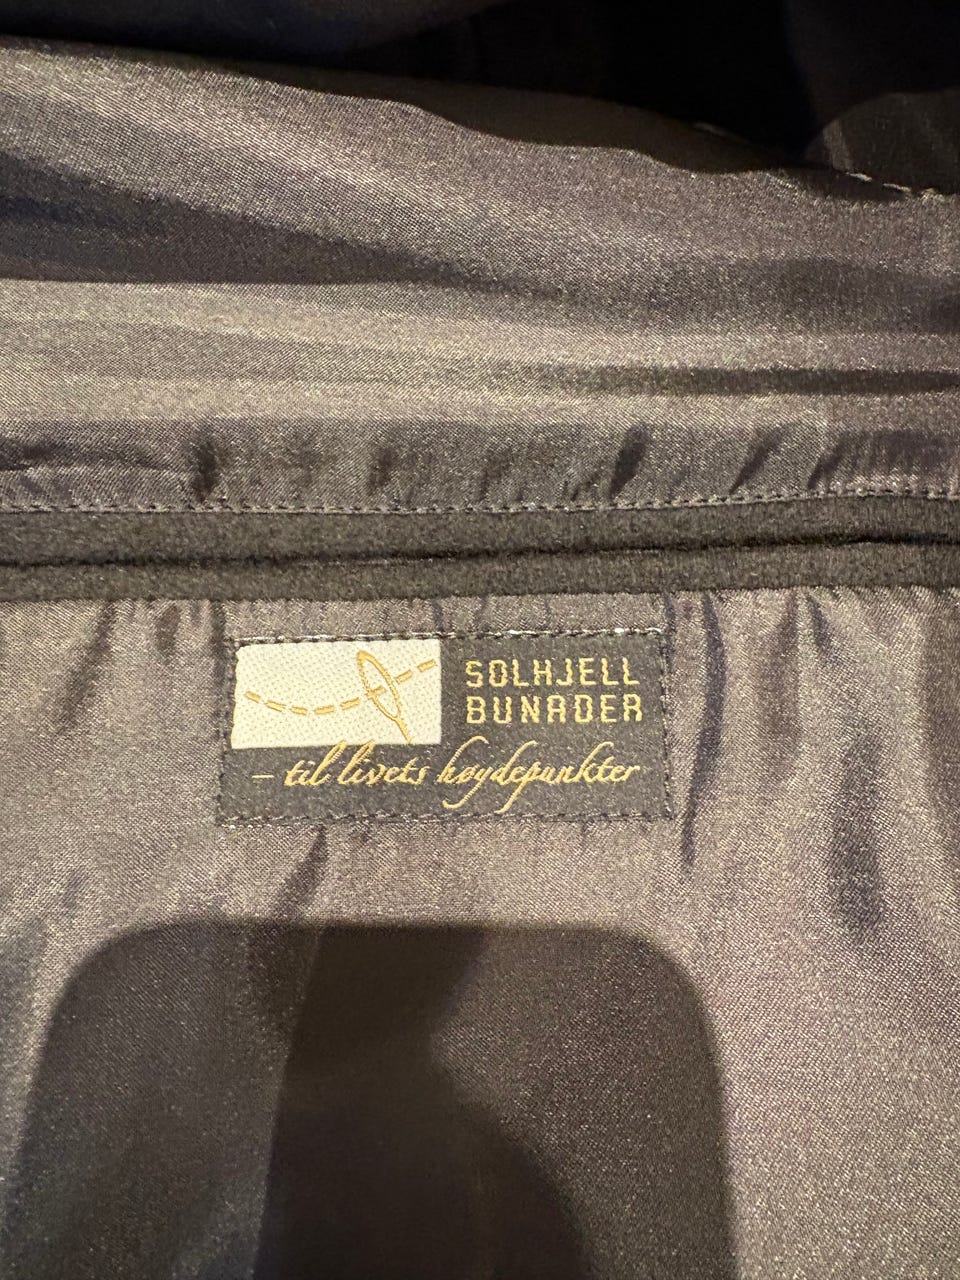 SOLHJELL
BUNADER
– til livets høydepunkter